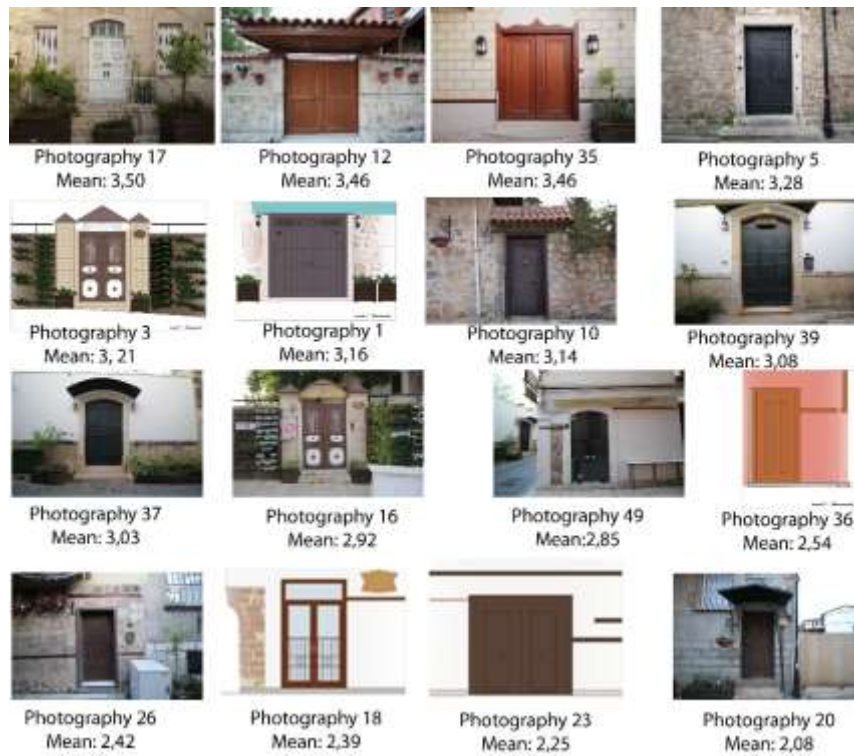 Photography 17
Mean: 3,50
Photography 12
Mean: 3,46
Photography 35
Mean: 3,46
Photography 5
Mean: 3,28
Photography 3
Mean: 3, 21
Photography 1
Mean: 3,16
Photography 10
Mean: 3,14
Photography 39
Mean: 3,08
Photography 37
Mean: 3,03
Photography 16
Mean: 2,92
Photography 49
Mean:2,85
Photography 36
Mean: 2,54
Photography 26
Mean: 2,42
Photography 18
Mean: 2,39
Photography 23
Mean: 2,25
Photography 20
Mean: 2,08